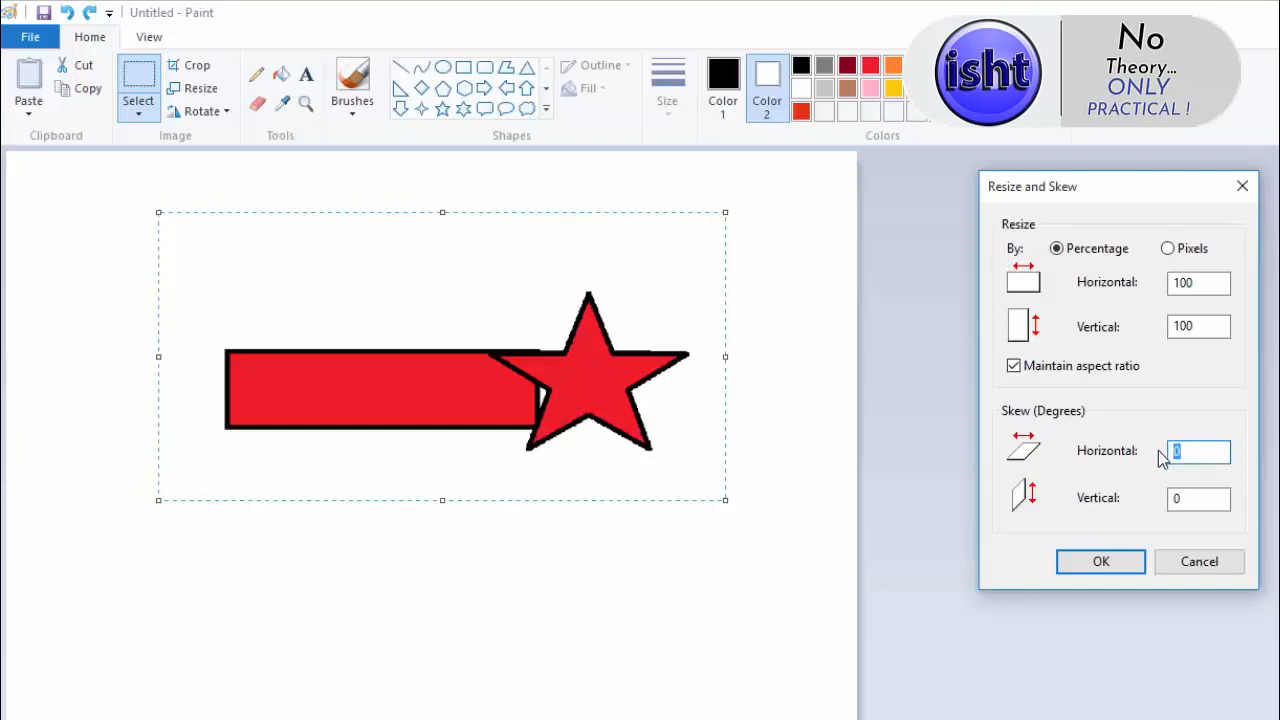 Untitled - Paint
File
Home
View
Paste
Cut
Copy
Clipboard
Select
Crop
Resize
Rotate
Image
A
Tools
Brushes
Outline
Fill
Shapes
Size
Color
1
Color
2
Colors
isht
No
Theory...
ONLY
PRACTICAL !
Resize and Skew
Resize
By:
Percentage
Pixels
Horizontal:
100
Vertical:
100
Maintain aspect ratio
Skew (Degrees)
Horizontal:
0
Vertical:
0
OK
Cancel